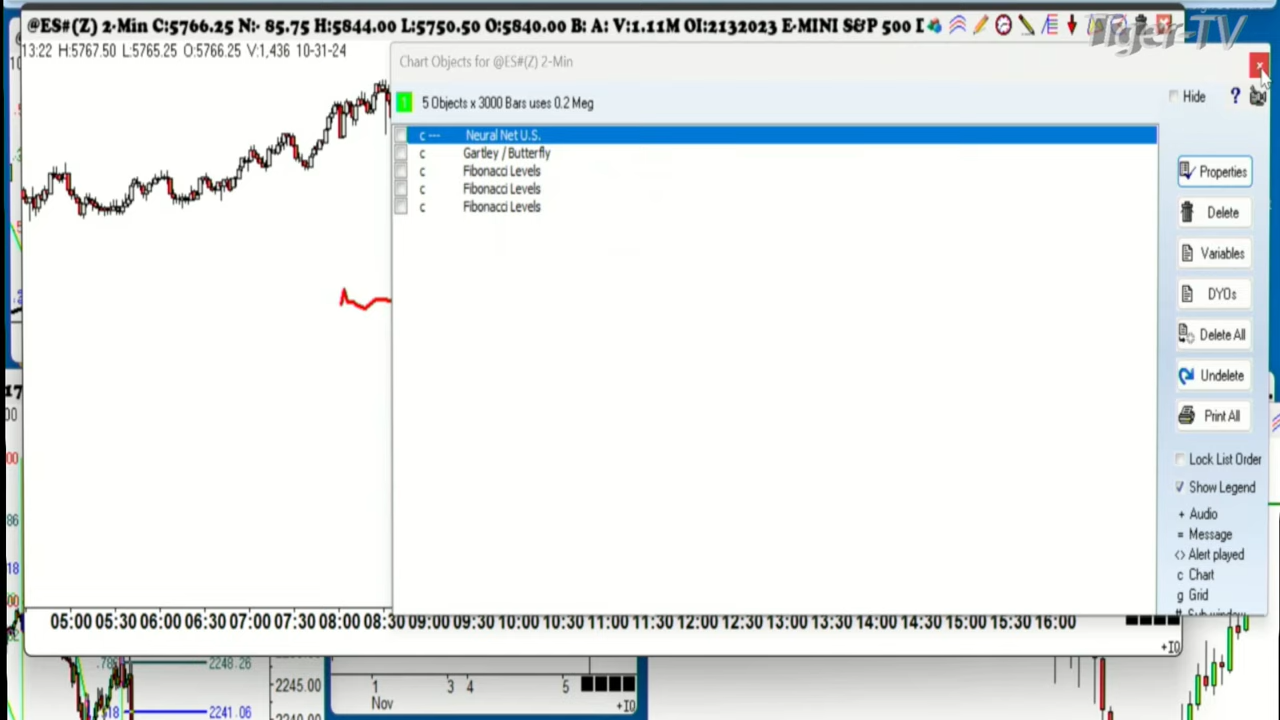 @ES#(Z) 2-Min C:5766.25 N:- 85.75 H:5844.00 L:5750.50 O:5840.00 B: A: V:1.11M OI:2132023 E-MINI S&P 500 D
Tiger-TV
13:22 H:5767.50 L:5765.25 O:5766.25 V:1,436 10-31-24
Chart Objects for @ES#(Z) 2-Min
5 Objects x 3000 Bars uses 0.2 Meg
Hide ?
c --- Neural Net U.S.
c Gartley / Butterfly
c Fibonacci Levels
c Fibonacci Levels
c Fibonacci Levels
Properties
Delete
Variables
DYOs
Delete All
Undelete
Print All
Lock List Order
Show Legend
+ Audio
= Message
<> Alert played
c Chart
g Grid
05:00 05:30 06:00 06:30 07:00 07:30 08:00 08:30 09:00 09:30 10:00 10:30 11:00 11:30 12:00 12:30 13:00 13:30 14:00 14:30 15:00 15:30 16:00
+IQ
2248.26
2245.00
2241.06
1 3 4 5
Nov
+IQ